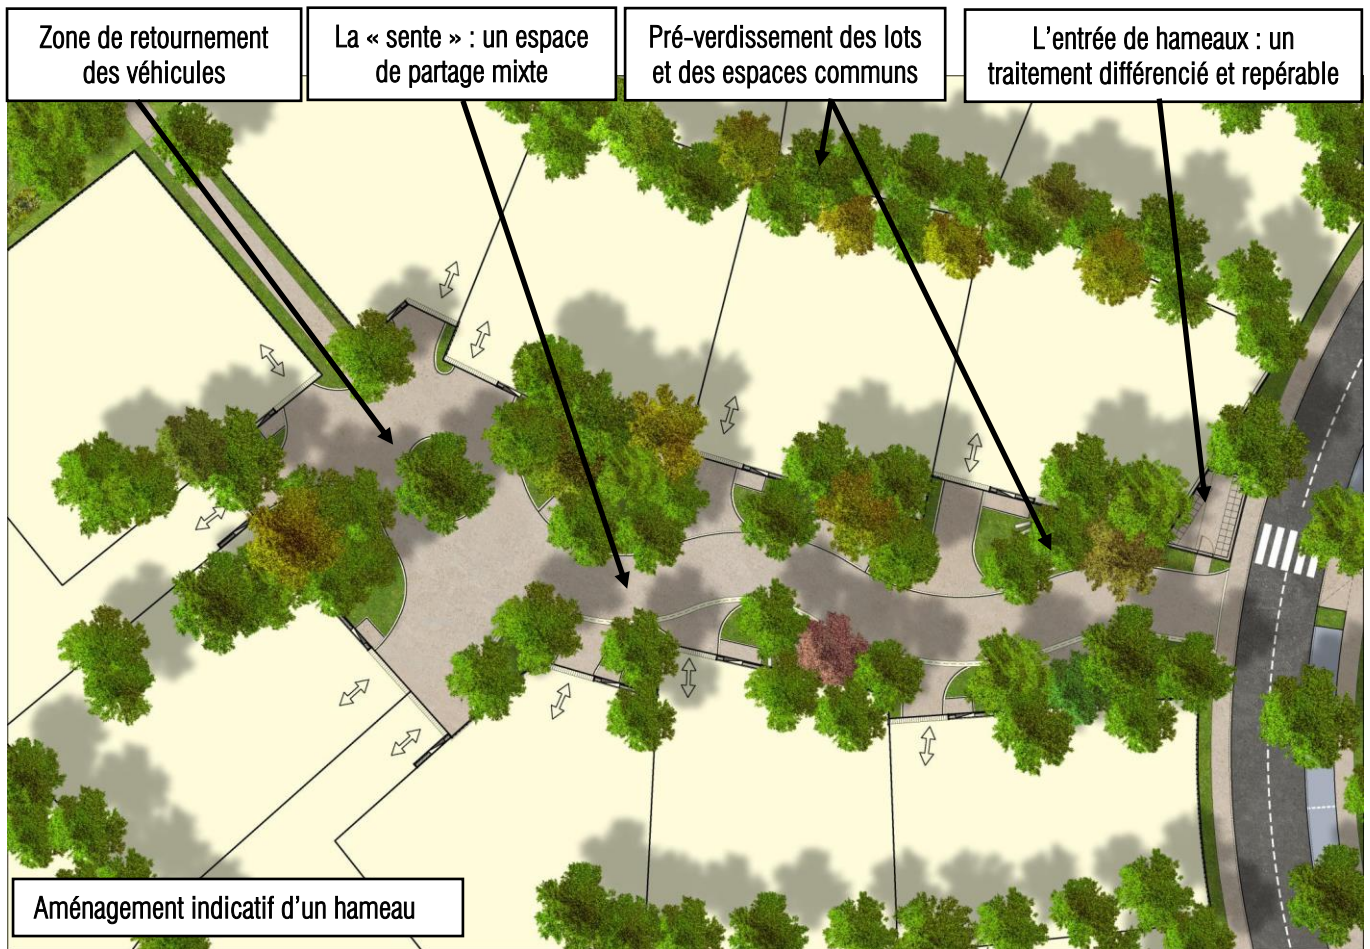 Zone de retournement
des véhicules
La « sente » : un espace
de partage mixte
Pré-verdissement des lots
et des espaces communs
L'entrée de hameaux : un
traitement différencié et repérable
Aménagement indicatif d'un hameau